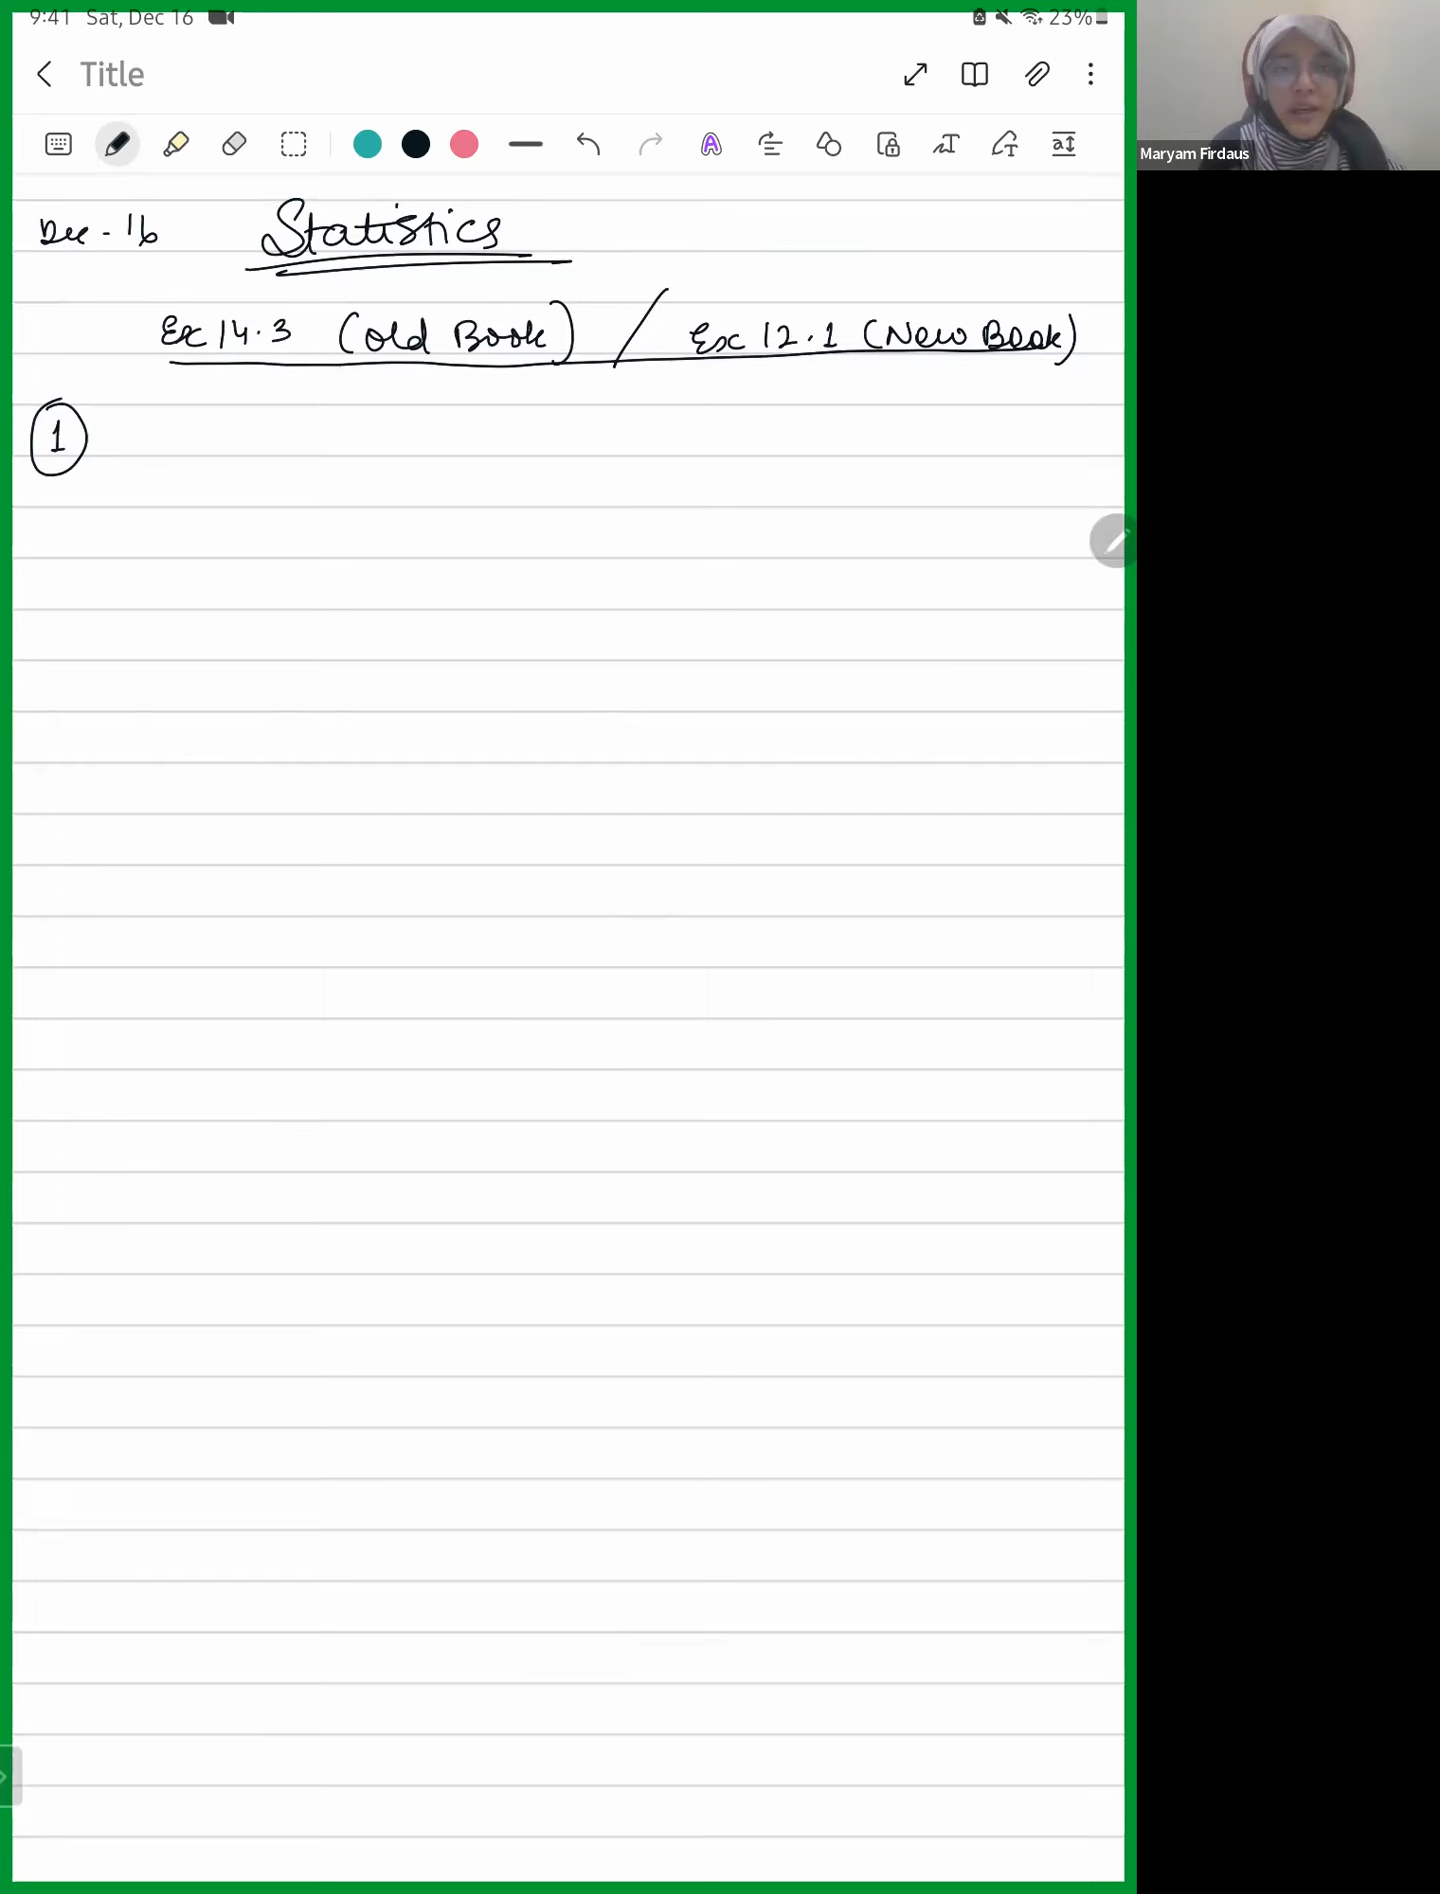 9:41 Sat, Dec 16 23%
Title
Maryam Firdaus
Dec - 16 Statistics
Ex 14.3 (Old Book) / Ex 12.1 (New Book)
1